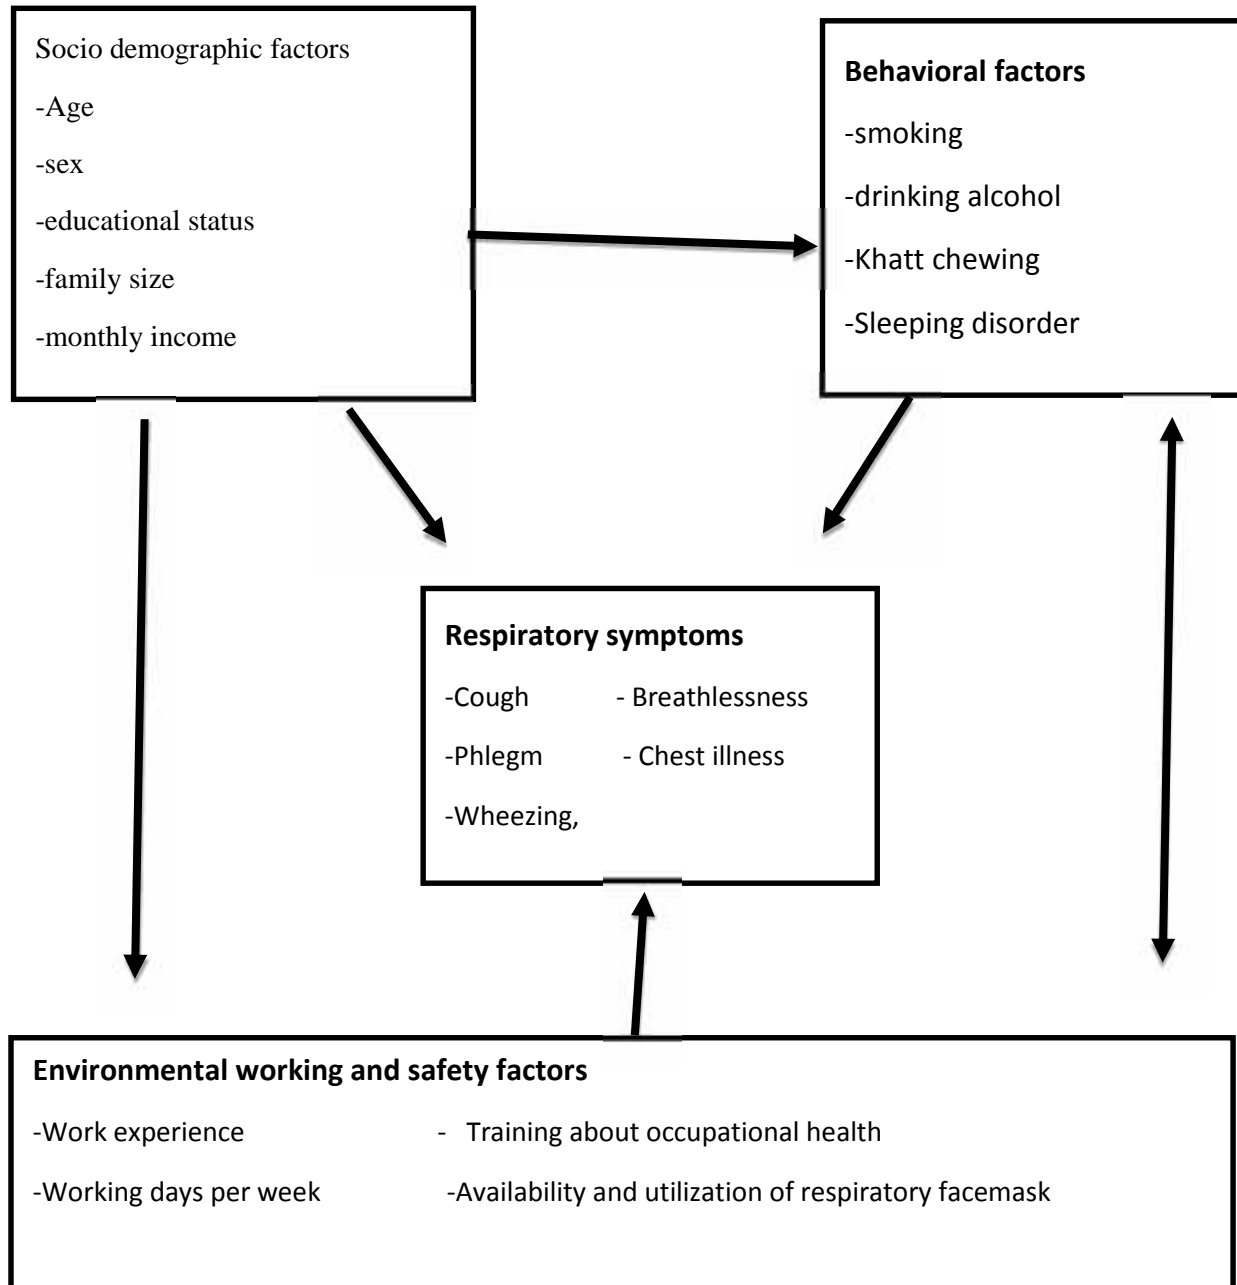 Socio demographic factors
-Age
-sex
-educational status
-family size
-monthly income
Behavioral factors
-smoking
-drinking alcohol
-Khatt chewing
-Sleeping disorder
Respiratory symptoms
-Cough - Breathlessness
-Phlegm - Chest illness
-Wheezing,
Environmental working and safety factors
-Work experience - Training about occupational health
-Working days per week -Availability and utilization of respiratory facemask